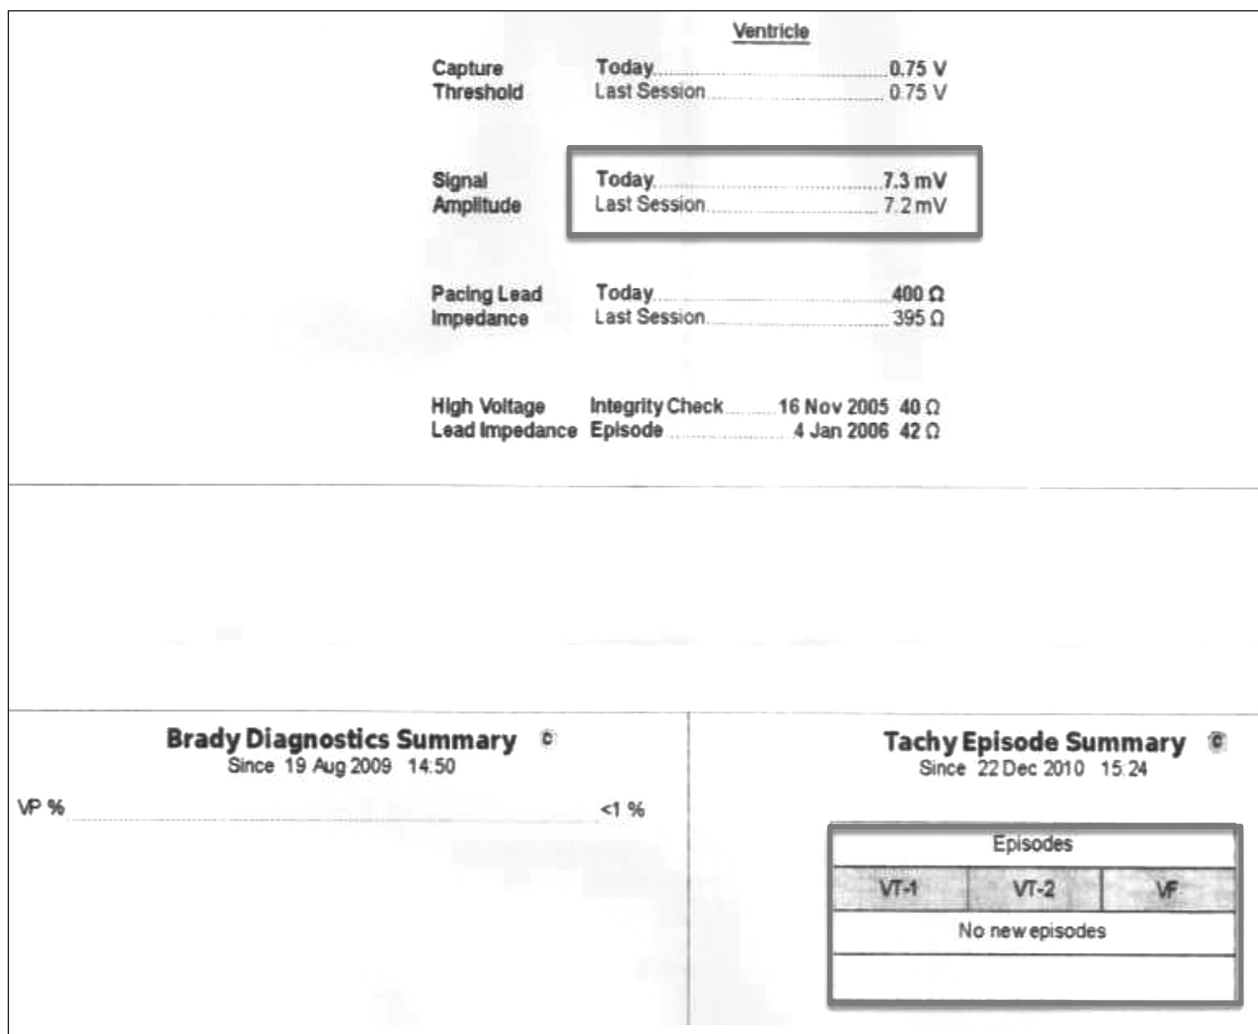 Ventricle
Capture Today 0.75 V
Threshold Last Session 0.75 V
Signal Today 7.3 mV
Amplitude Last Session 7.2 mV
Pacing Lead Today 400 Ω
Impedance Last Session 395 Ω
High Voltage Integrity Check 16 Nov 2005 40 Ω
Lead Impedance Episode 4 Jan 2006 42 Ω
Brady Diagnostics Summary ©
Since 19 Aug 2009 14:50
VP % <1 %
Tachy Episode Summary ©
Since 22 Dec 2010 15:24
Episodes
VT-1 VT-2 VF
No new episodes